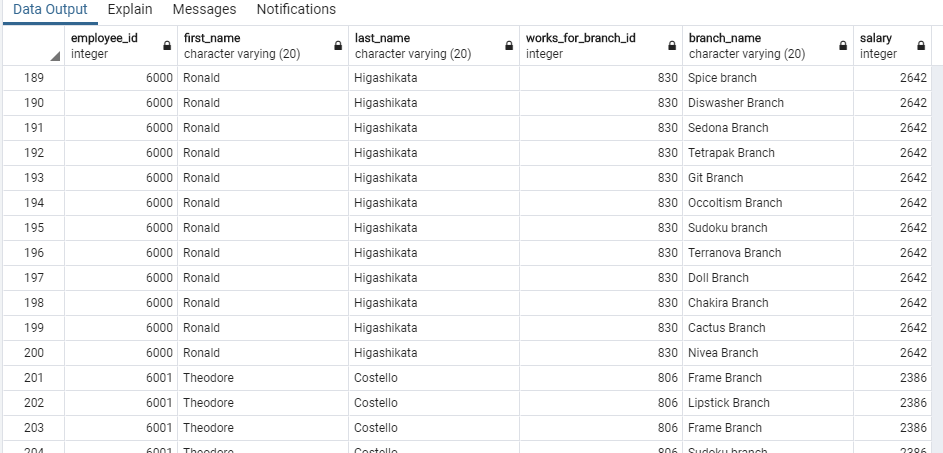 Data Output Explain Messages Notifications
employee_id first_name last_name works_for_branch_id branch_name salary
integer character varying (20) character varying (20) integer character varying (20) integer
189 6000 Ronald Higashikata 830 Spice branch 2642
190 6000 Ronald Higashikata 830 Diswasher Branch 2642
191 6000 Ronald Higashikata 830 Sedona Branch 2642
192 6000 Ronald Higashikata 830 Tetrapak Branch 2642
193 6000 Ronald Higashikata 830 Git Branch 2642
194 6000 Ronald Higashikata 830 Occoltism Branch 2642
195 6000 Ronald Higashikata 830 Sudoku branch 2642
196 6000 Ronald Higashikata 830 Terranova Branch 2642
197 6000 Ronald Higashikata 830 Doll Branch 2642
198 6000 Ronald Higashikata 830 Chakira Branch 2642
199 6000 Ronald Higashikata 830 Cactus Branch 2642
200 6000 Ronald Higashikata 830 Nivea Branch 2642
201 6001 Theodore Costello 806 Frame Branch 2386
202 6001 Theodore Costello 806 Lipstick Branch 2386
203 6001 Theodore Costello 806 Frame Branch 2386
204 6001 Theodore Costello 806 Sudoku branch 2386